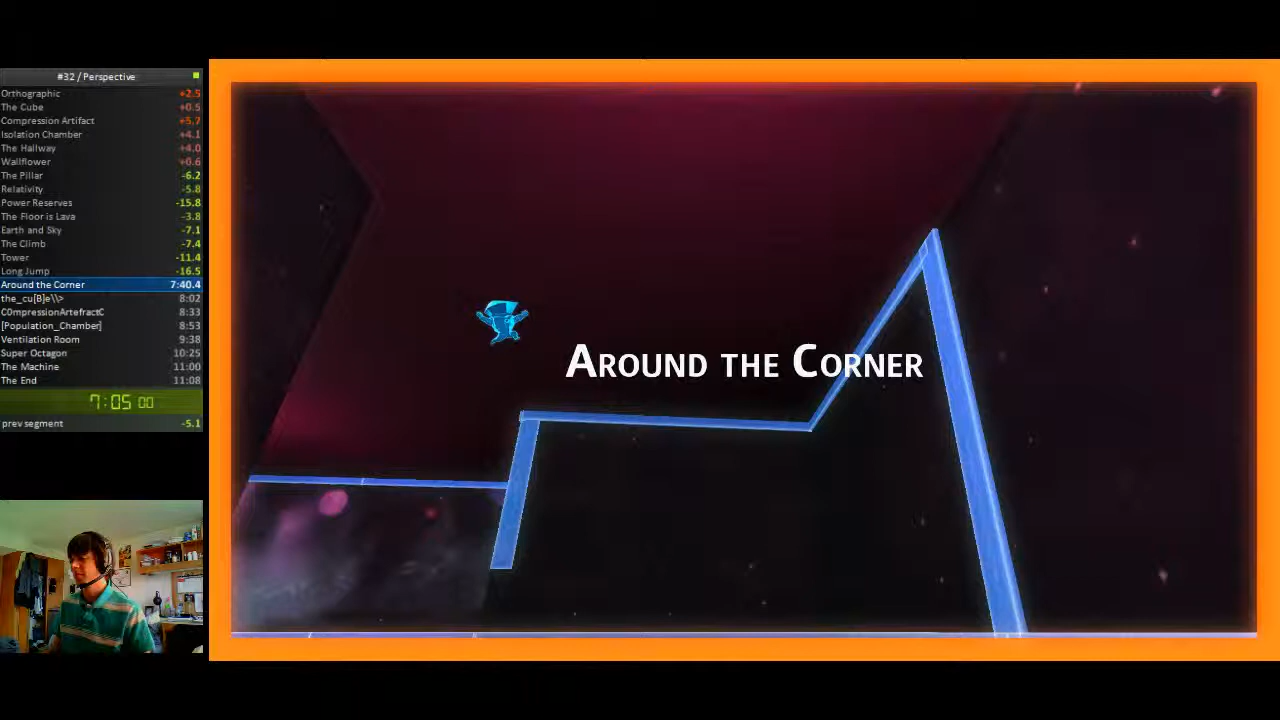 #32 / Perspective
Orthographic +2.5
The Cube +0.5
Compression Artifact +5.7
Isolation Chamber +4.1
The Hallway +4.0
Wallflower +0.6
The Pillar -6.2
Relativity -5.8
Power Reserves -15.8
The Floor is Lava -3.8
Earth and Sky -7.1
The Climb -7.4
Tower -11.4
Long Jump -16.5
Around the Corner 7:40.4
the_cu[B]e\\> 8:02
C0mpressionArtefractC 8:33
[Population_Chamber] 8:53
Ventilation Room 9:38
Super Octagon 10:25
The Machine 11:00
The End 11:08
7:05 00
prev segment -5.1
Around the Corner